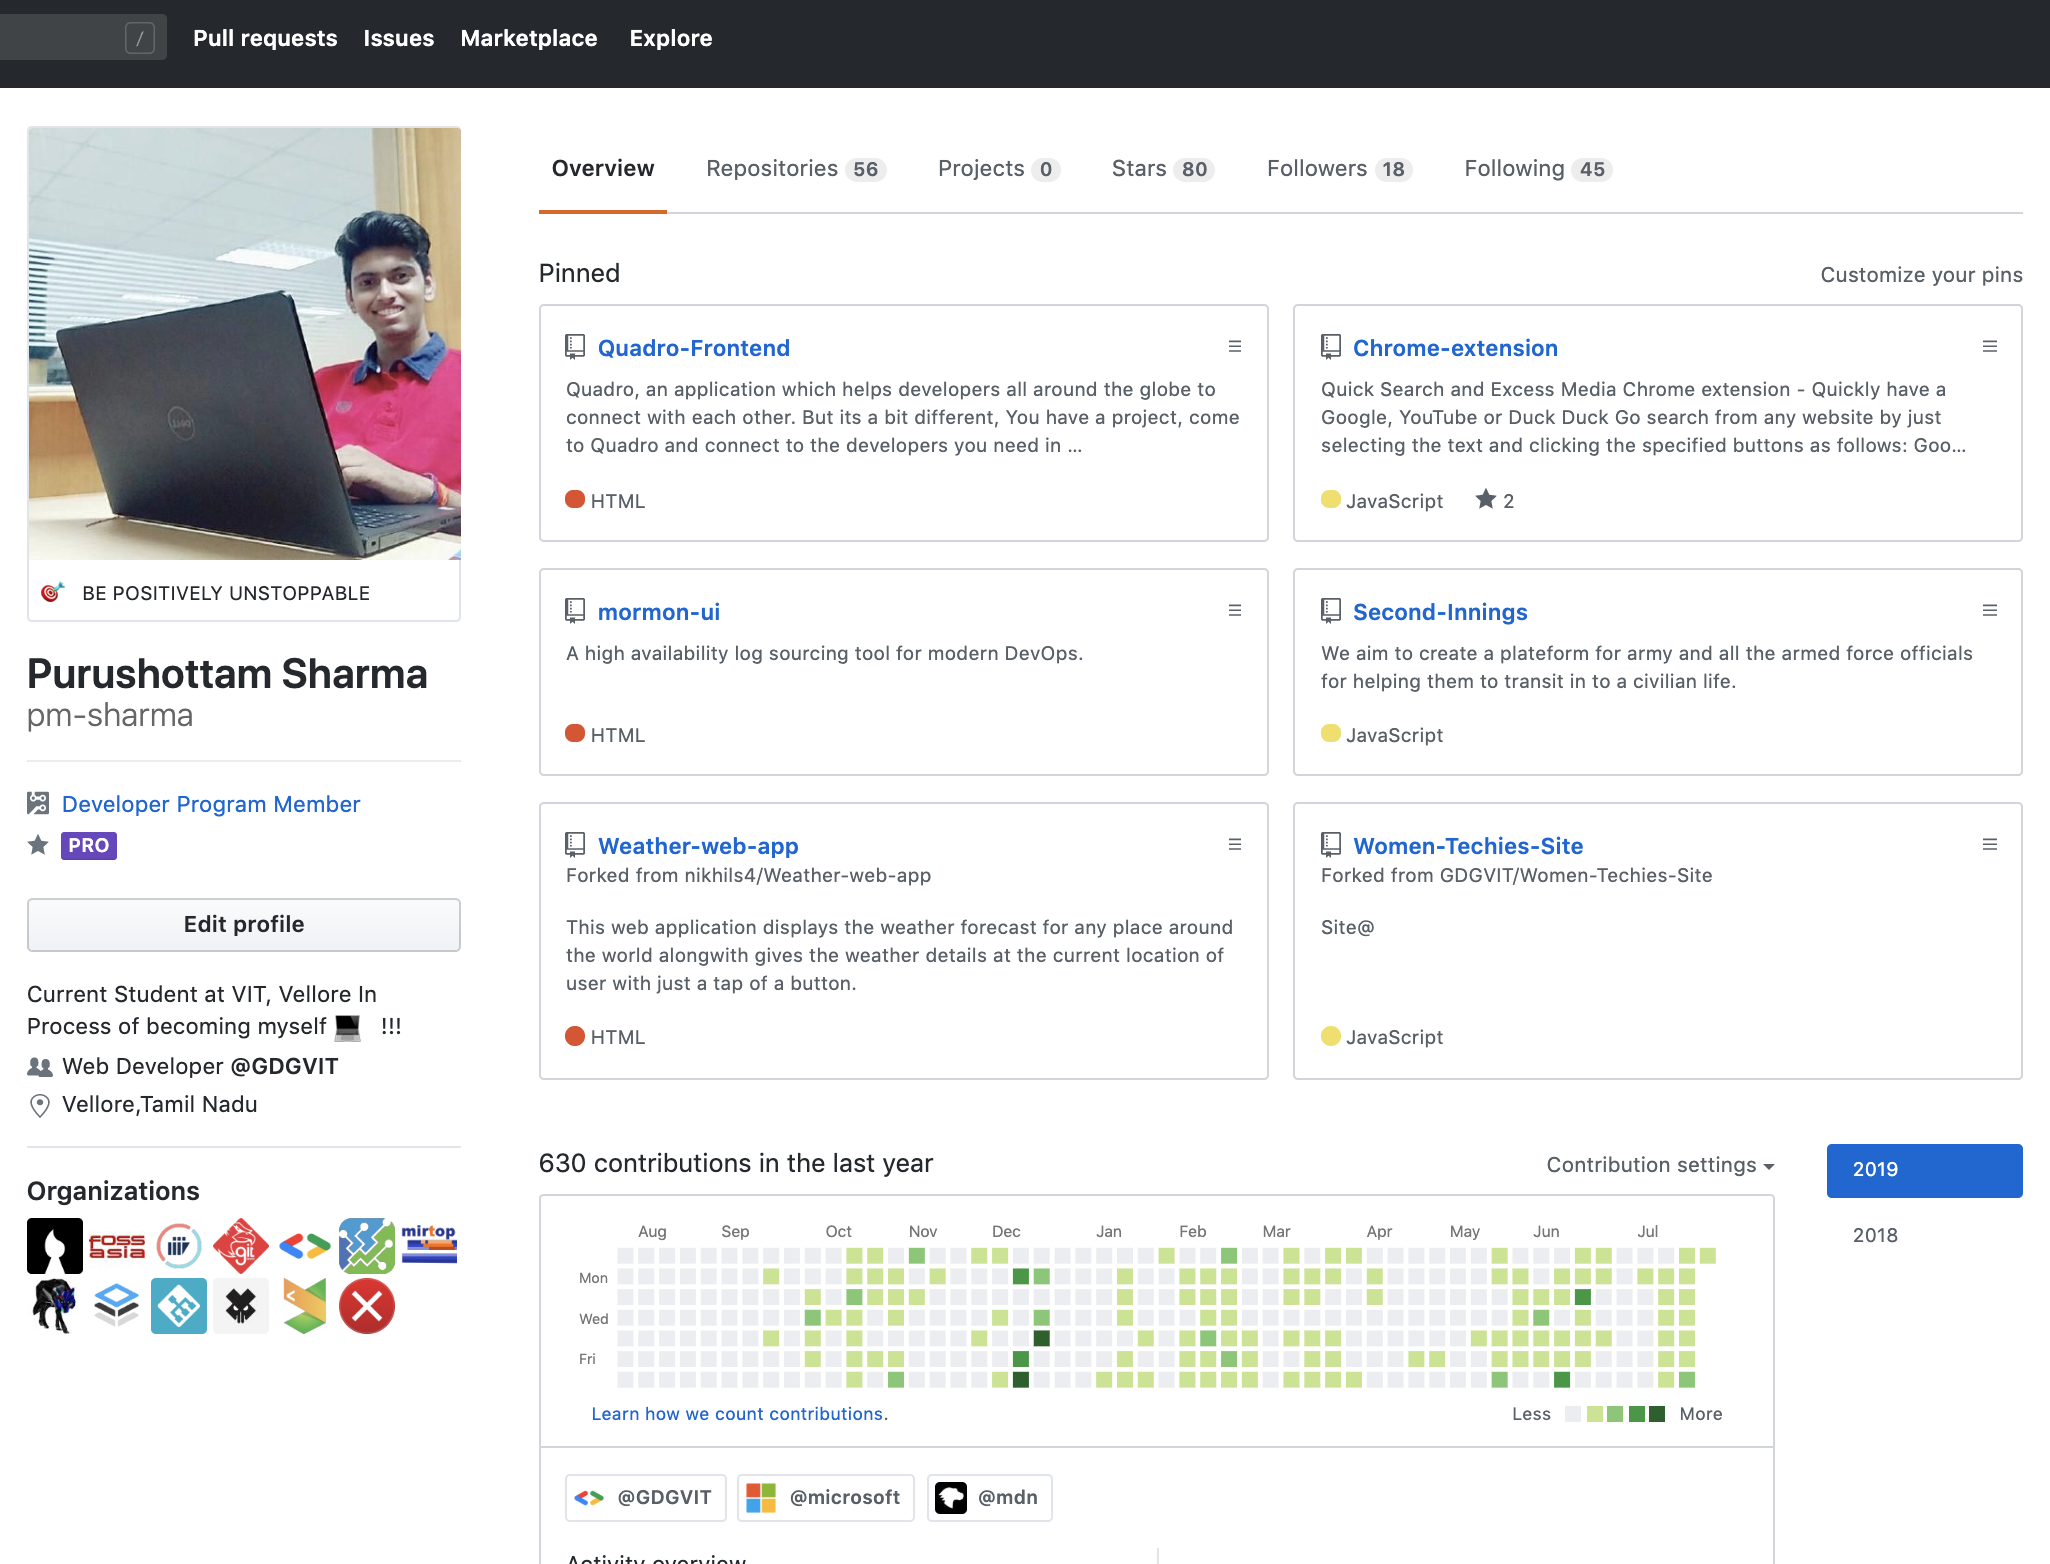 /
Pull requests Issues Marketplace Explore
Overview Repositories 56 Projects 0 Stars 80 Followers 18 Following 45
BE POSITIVELY UNSTOPPABLE
Purushottam Sharma
pm-sharma
Developer Program Member
PRO
Edit profile
Current Student at VIT, Vellore In
Process of becoming myself 💻 !!!
Web Developer @GDGVIT
Vellore,Tamil Nadu
Organizations
FOSS
ASIA
git
mirtop
Pinned
Customize your pins
Quadro-Frontend
Quadro, an application which helps developers all around the globe to
connect with each other. But its a bit different, You have a project, come
to Quadro and connect to the developers you need in ...
HTML
Chrome-extension
Quick Search and Excess Media Chrome extension - Quickly have a
Google, YouTube or Duck Duck Go search from any website by just
selecting the text and clicking the specified buttons as follows: Goo...
JavaScript 2
mormon-ui
A high availability log sourcing tool for modern DevOps.
HTML
Second-Innings
We aim to create a plateform for army and all the armed force officials
for helping them to transit in to a civilian life.
JavaScript
Weather-web-app
Forked from nikhils4/Weather-web-app
This web application displays the weather forecast for any place around
the world alongwith gives the weather details at the current location of
user with just a tap of a button.
HTML
Women-Techies-Site
Forked from GDGVIT/Women-Techies-Site
Site@
JavaScript
630 contributions in the last year
Contribution settings
2019
2018
Aug Sep Oct Nov Dec Jan Feb Mar Apr May Jun Jul
Mon
Wed
Fri
Learn how we count contributions.
Less More
@GDGVIT @microsoft @mdn
Activity overview